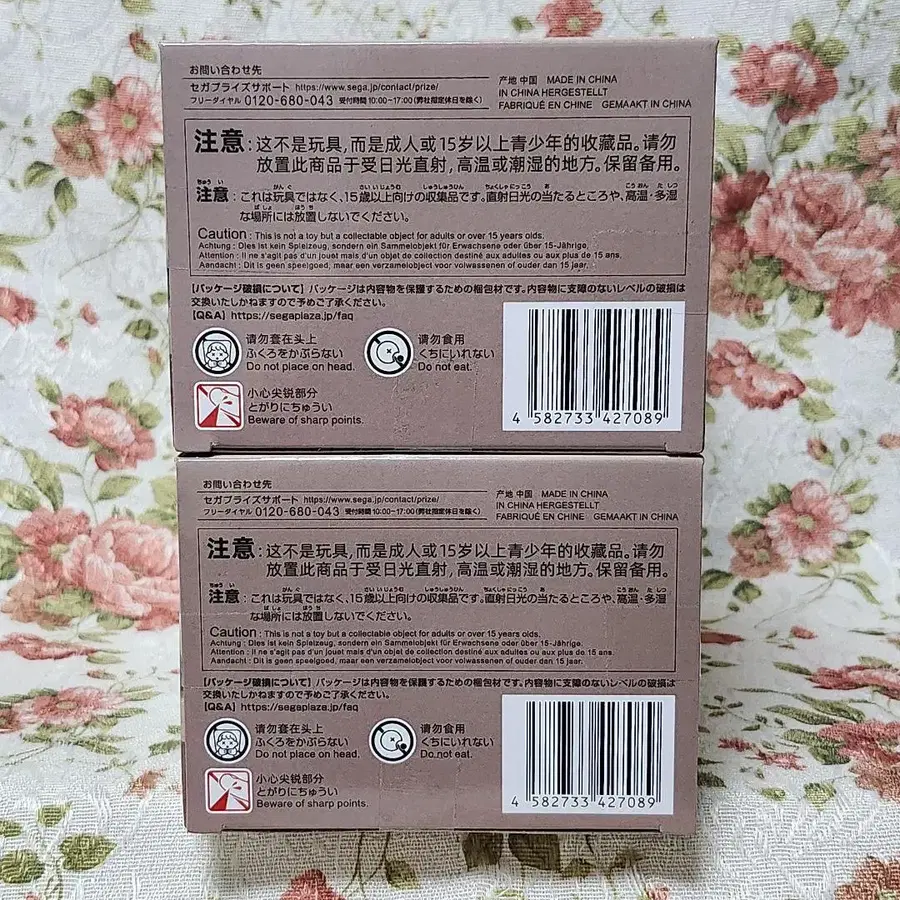 お問い合わせ先
セガプライズサポート https://www.sega.jp/contact/prize/
フリーダイヤル 0120-680-043 受付時間 10:00~17:00(弊社指定休日を除く)
产地 中国 MADE IN CHINA
IN CHINA HERGESTELLT
FABRIQUÉ EN CHINE GEMAAKT IN CHINA
注意:这不是玩具,而是成人或15岁以上青少年的收藏品。请勿
放置此商品于受日光直射,高温或潮湿的地方。保留备用。
注意:これは玩具ではなく、15歳以上向けの収集品です。直射日光の当たるところや、高温・多湿
な場所には放置しないでください。
Caution : This is not a toy but a collectable object for adults or over 15 years olds.
Achtung : Dies ist kein Spielzeug, sondern ein Sammelobjekt für Erwachsene oder über 15-Jährige.
Attention : Il ne s'agit pas d'un jouet mais d'un objet de collection destiné aux adultes ou aux plus de 15 ans.
Aandacht : Dit is geen speelgoed, maar een verzamelobject voor volwassenen of ouder dan 15 jaar.
【パッケージ破損について】パッケージは内容物を保護するための梱包材です。内容物に支障のないレベルの破損は
交換いたしかねますので予めご了承ください。
【Q&A】https://segaplaza.jp/faq
请勿套在头上
ふくろをかぶらない
Do not place on head.
请勿食用
くちにいれない
Do not eat.
小心尖锐部分
とがりにちゅうい
Beware of sharp points.
4 582733 427089
お問い合わせ先
セガプライズサポート https://www.sega.jp/contact/prize/
フリーダイヤル 0120-680-043 受付時間 10:00~17:00(弊社指定休日を除く)
产地 中国 MADE IN CHINA
IN CHINA HERGESTELLT
FABRIQUÉ EN CHINE GEMAAKT IN CHINA
注意:这不是玩具,而是成人或15岁以上青少年的收藏品。请勿
放置此商品于受日光直射,高温或潮湿的地方。保留备用。
注意:これは玩具ではなく、15歳以上向けの収集品です。直射日光の当たるところや、高温・多湿
な場所には放置しないでください。
Caution : This is not a toy but a collectable object for adults or over 15 years olds.
Achtung : Dies ist kein Spielzeug, sondern ein Sammelobjekt für Erwachsene oder über 15-Jährige.
Attention : Il ne s'agit pas d'un jouet mais d'un objet de collection destiné aux adultes ou aux plus de 15 ans.
Aandacht : Dit is geen speelgoed, maar een verzamelobject voor volwassenen of ouder dan 15 jaar.
【パッケージ破損について】パッケージは内容物を保護するための梱包材です。内容物に支障のないレベルの破損は
交換いたしかねますので予めご了承ください。
【Q&A】https://segaplaza.jp/faq
请勿套在头上
ふくろをかぶらない
Do not place on head.
请勿食用
くちにいれない
Do not eat.
小心尖锐部分
とがりにちゅうい
Beware of sharp points.
4 582733 427089